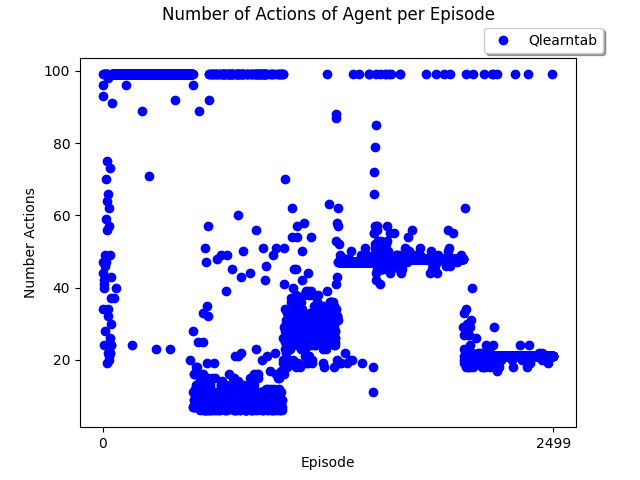 Number of Actions of Agent per Episode
Qlearntab
100
80
60
40
20
Number Actions
0
2499
Episode